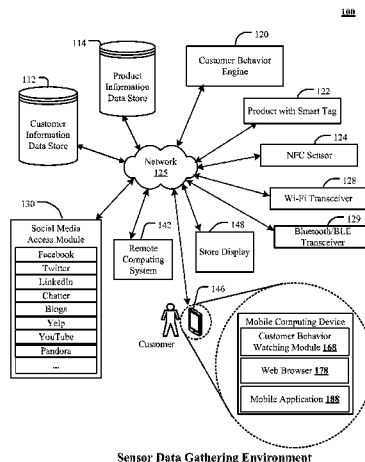 100
114
Product
Information
Data Store
120
Customer Behavior
Engine
112
Customer
Information
Data Store
122
Product with Smart Tag
124
NFC Sensor
Network
125
128
Wi-Fi Transceiver
129
Bluetooth/BLE
Transceiver
130
Social Media
Access Module
Facebook
Twitter
LinkedIn
Chatter
Blogs
Yelp
YouTube
Pandora
...
142
Remote
Computing
System
148
Store Display
146
Customer
Mobile Computing Device
Customer Behavior
Watching Module 168
Web Browser 178
Mobile Application 188
Sensor Data Gathering Environment